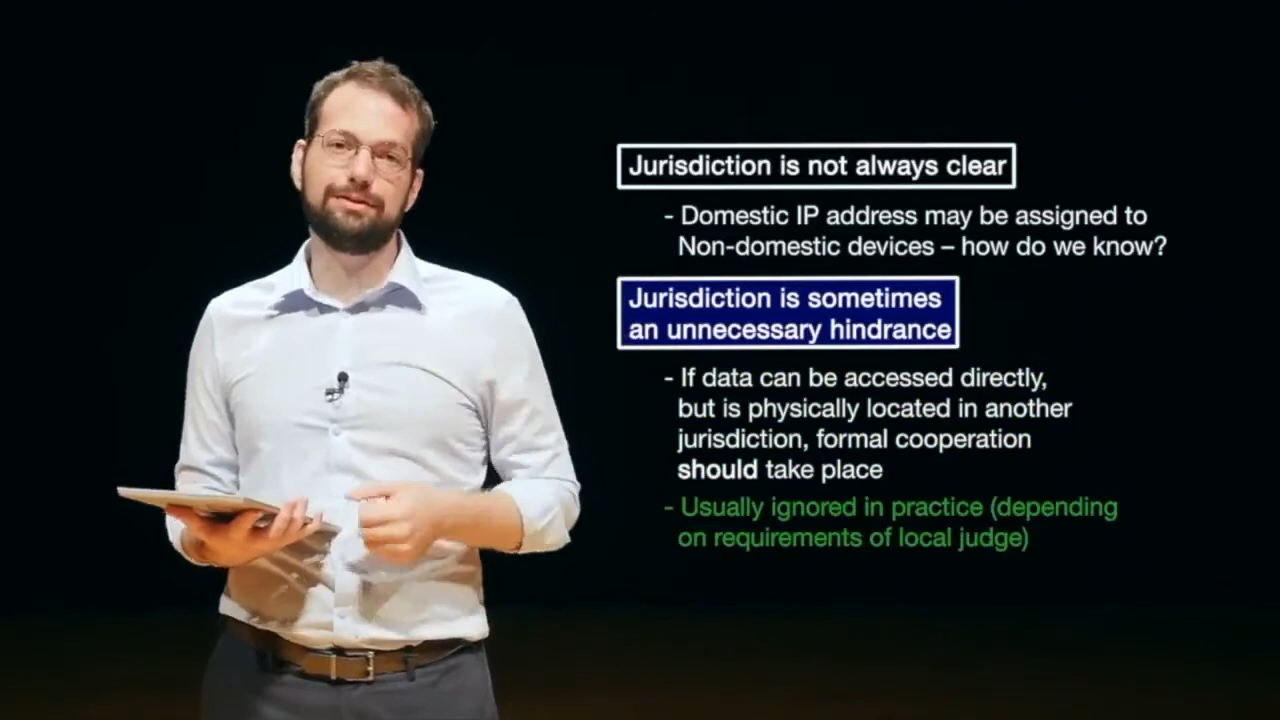 Jurisdiction is not always clear
- Domestic IP address may be assigned to
Non-domestic devices – how do we know?
Jurisdiction is sometimes
an unnecessary hindrance
- If data can be accessed directly,
but is physically located in another
jurisdiction, formal cooperation
should take place
- Usually ignored in practice (depending
on requirements of local judge)